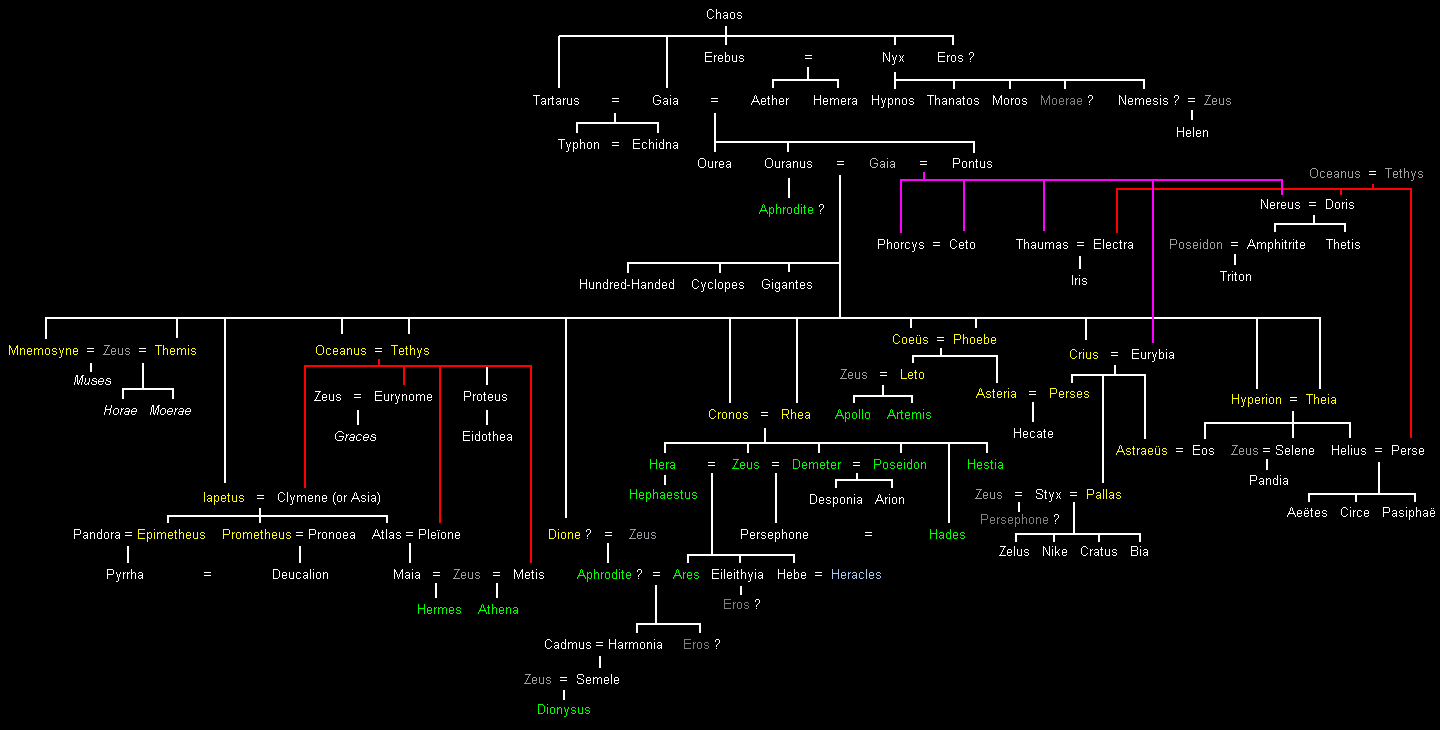 Chaos
Erebus = Nyx Eros ?
Tartarus = Gaia = Aether Hemera Hypnos Thanatos Moros Moerae ? Nemesis ? = Zeus
Helen
Typhon = Echidna
Ourea Ouranus = Gaia = Pontus
Oceanus = Tethys
Aphrodite ? Nereus = Doris
Phorcys = Ceto Thaumas = Electra Poseidon = Amphitrite Thetis
Iris Triton
Hundred-Handed Cyclopes Gigantes
Coeüs = Phoebe
Mnemosyne = Zeus = Themis Oceanus = Tethys Crius = Eurybia
Muses Zeus = Leto
Horae Moerae Zeus = Eurynome Proteus Asteria = Perses Hyperion = Theia
Cronos = Rhea Apollo Artemis
Graces Eidothea Hecate
Astraeüs = Eos Zeus = Selene Helius = Perse
Hera = Zeus = Demeter = Poseidon Hestia
Pandia
Hephaestus Desponia Arion
Iapetus = Clymene (or Asia) Zeus = Styx = Pallas
Aeëtes Circe Pasiphaë
Persephone ?
Pandora = Epimetheus Prometheus = Pronoea Atlas = Pleïone Dione ? = Zeus Persephone = Hades
Zelus Nike Cratus Bia
Pyrrha = Deucalion Maia = Zeus = Metis Aphrodite ? = Ares Eileithyia Hebe = Heracles
Hermes Athena Eros ?
Cadmus = Harmonia Eros ?
Zeus = Semele
Dionysus